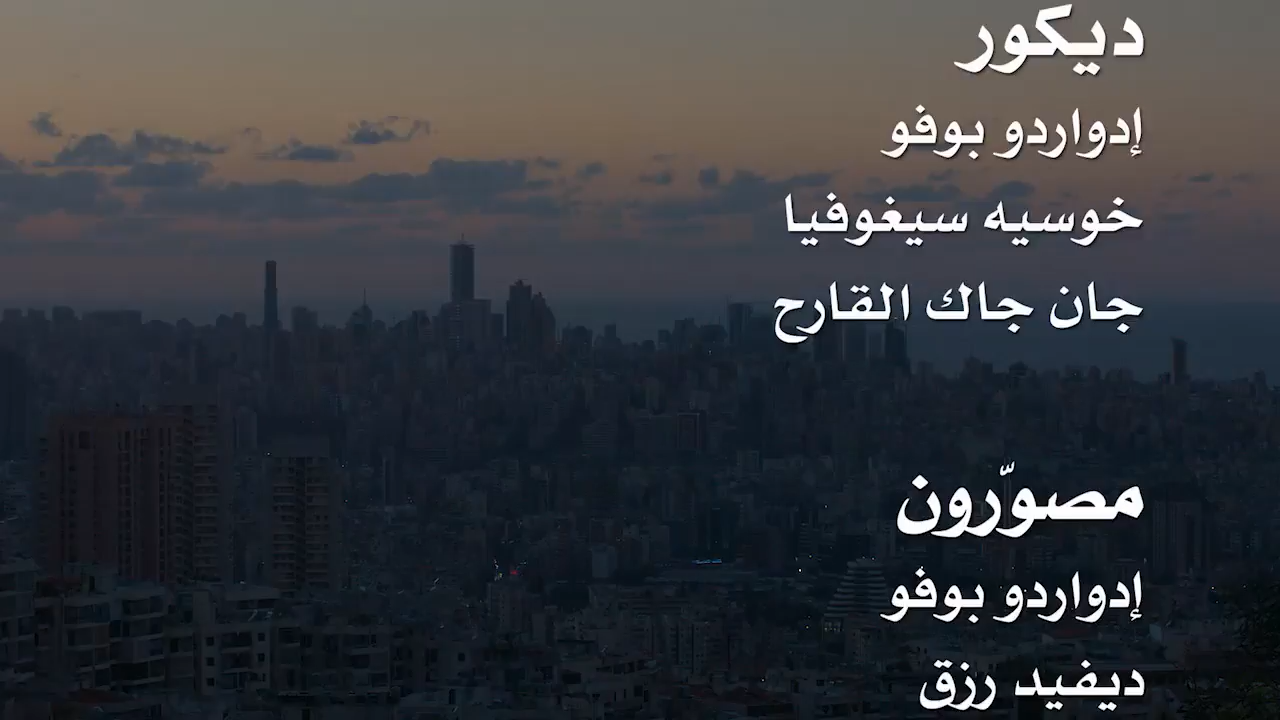 ديكور
إدواردو بوفو
خوسيه سيغوفيا
جان جاك القارح
مصوّرون
إدواردو بوفو
ديفيد رزق